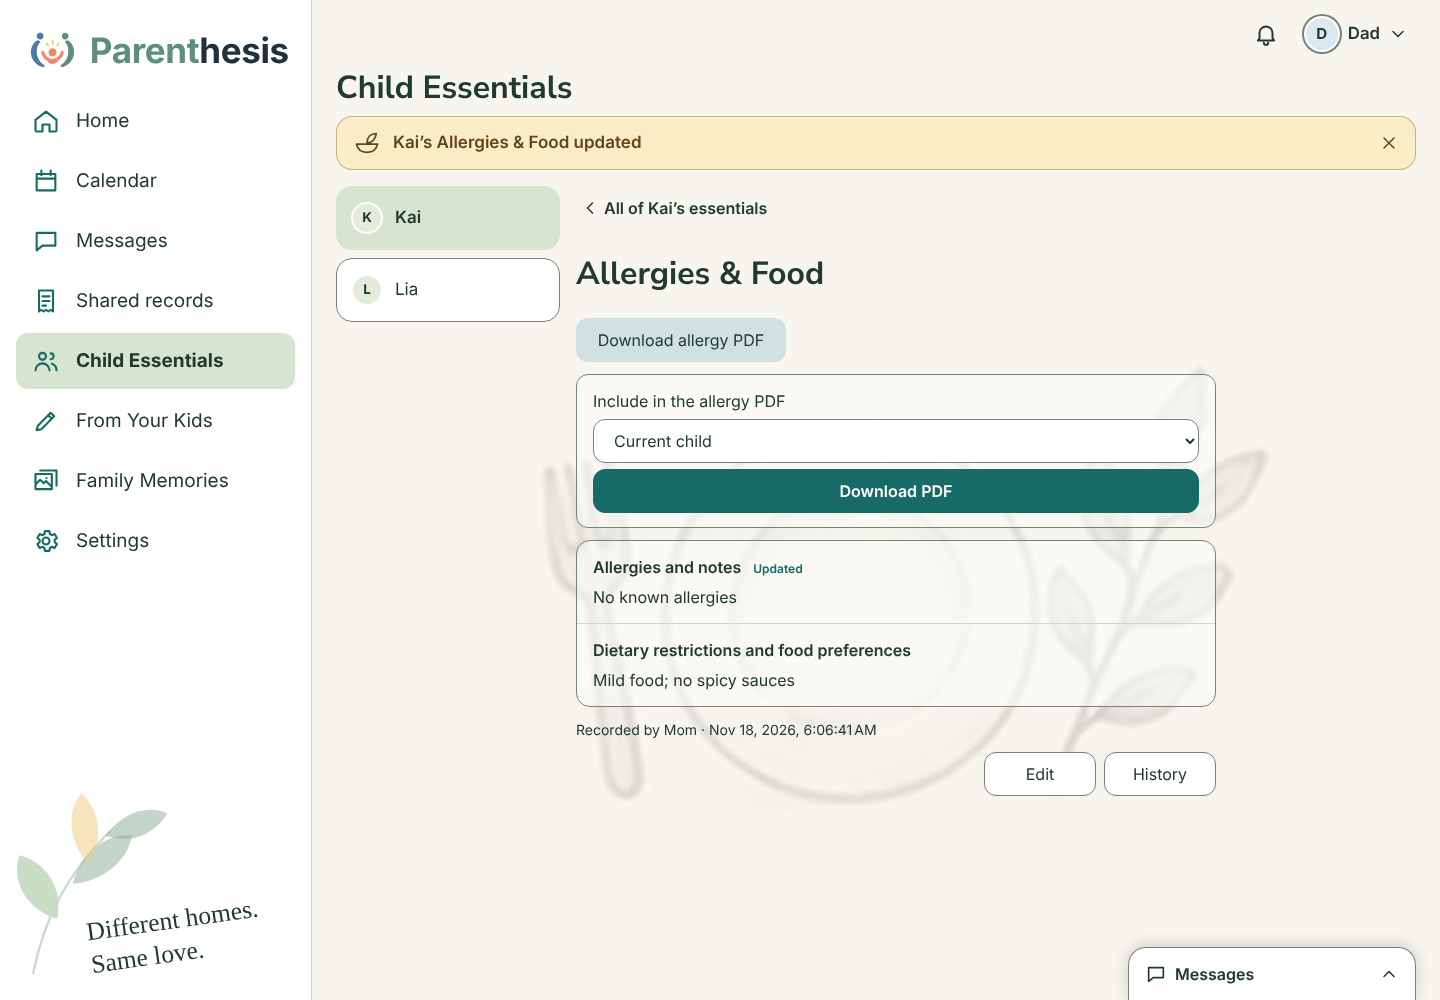 Parenthesis
Home
Calendar
Messages
Shared records
Child Essentials
From Your Kids
Family Memories
Settings
Different homes.
Same love.
D Dad
Child Essentials
Kai’s Allergies & Food updated
K Kai
L Lia
All of Kai’s essentials
Allergies & Food
Download allergy PDF
Include in the allergy PDF
Current child
Download PDF
Allergies and notes Updated
No known allergies
Dietary restrictions and food preferences
Mild food; no spicy sauces
Recorded by Mom · Nov 18, 2026, 6:06:41 AM
Edit History
Messages